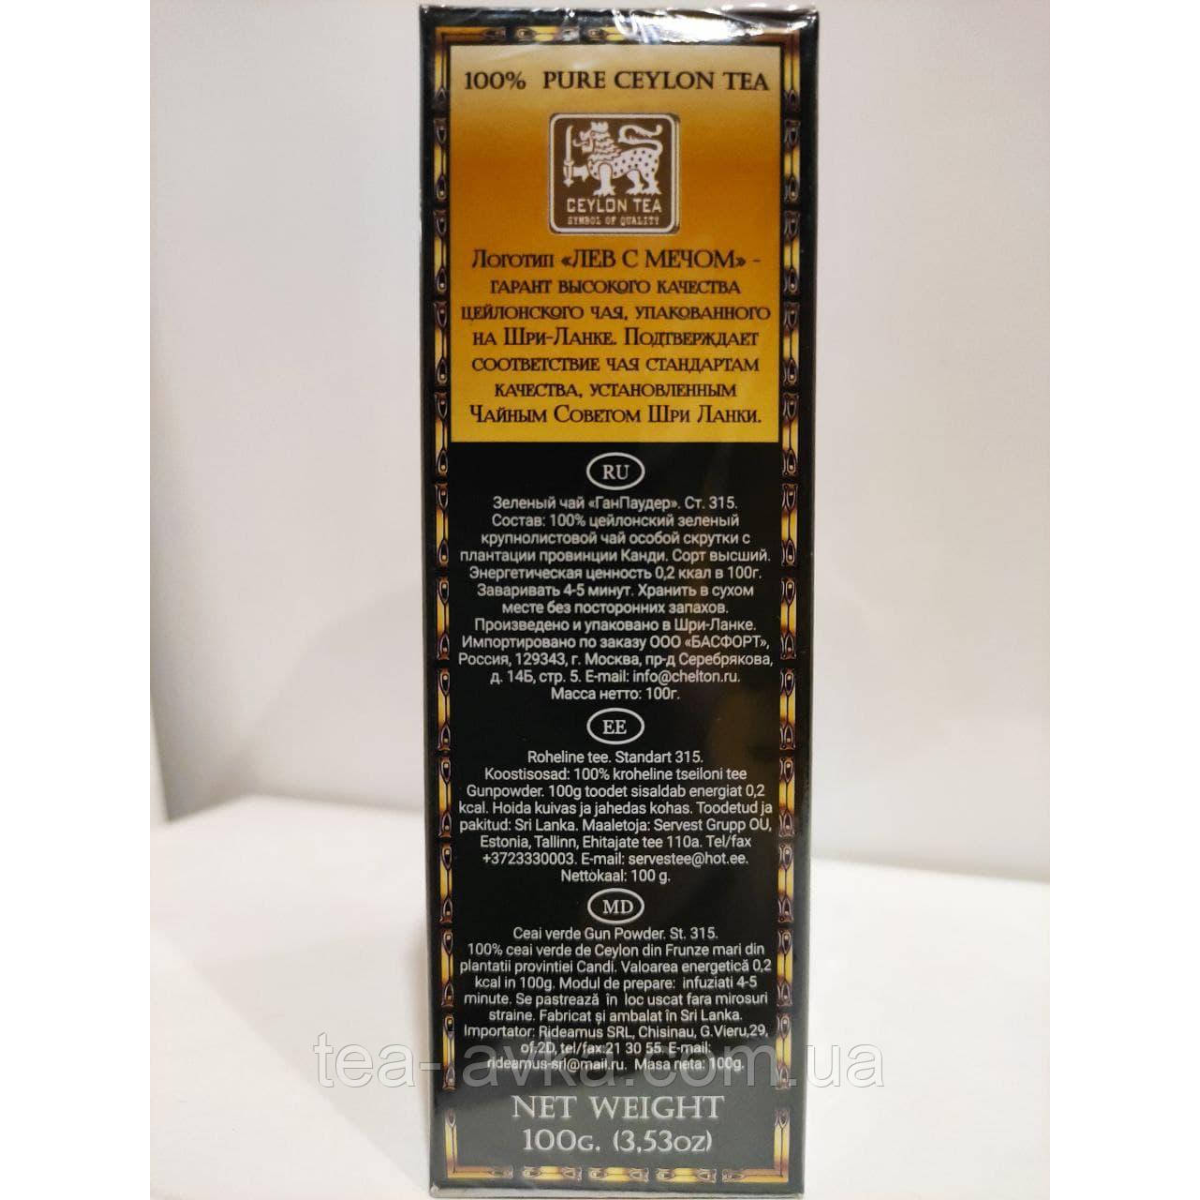 100% PURE CEYLON TEA
CEYLON TEA
SYMBOL OF QUALITY
Логотип «ЛЕВ С МЕЧОМ» -
гарант высокого качества
цейлонского чая, упакованного
на Шри-Ланке. Подтверждает
соответствие чая стандартам
качества, установленным
Чайным Советом Шри Ланки.
RU
Зеленый чай «ГанПаудер». Ст. 315.
Состав: 100% цейлонский зеленый
крупнолистовой чай особой скрутки с
плантации провинции Канди. Сорт высший.
Энергетическая ценность 0,2 ккал в 100г.
Заваривать 4-5 минут. Хранить в сухом
месте без посторонних запахов.
Произведено и упаковано в Шри-Ланке.
Импортировано по заказу ООО «БАСФОРТ»,
Россия, 129343, г. Москва, пр-д Серебрякова,
д. 14Б, стр. 5. E-mail: info@chelton.ru.
Масса нетто: 100г.
EE
Roheline tee. Standart 315.
Koostisosad: 100% kroheline tseiloni tee
Gunpowder. 100g toodet sisaldab energiat 0,2
kcal. Hoida kuivas ja jahedas kohas. Toodetud ja
pakitud: Sri Lanka. Maaletoja: Servest Grupp OU,
Estonia, Tallinn, Ehitajate tee 110a. Tel/fax
+3723330003. E-mail: servestee@hot.ee.
Nettokaal: 100 g.
MD
Ceai verde Gun Powder. St. 315.
100% ceai verde de Ceylon din Frunze mari din
plantatii provintiei Candi. Valoarea energetică 0,2
kcal in 100g. Modul de prepare: infuziati 4-5
minute. Se pastrează în loc uscat fara mirosuri
straine. Fabricat și ambalat în Sri Lanka.
Importator: Rideamus SRL, Chisinau, G.Vieru,29,
of.2D, tel/fax:21 30 55. E-mail:
rideamus-srl@mail.ru. Masa neta: 100g.
tea-lavka.com.ua
NET WEIGHT
100G. (3,53OZ)